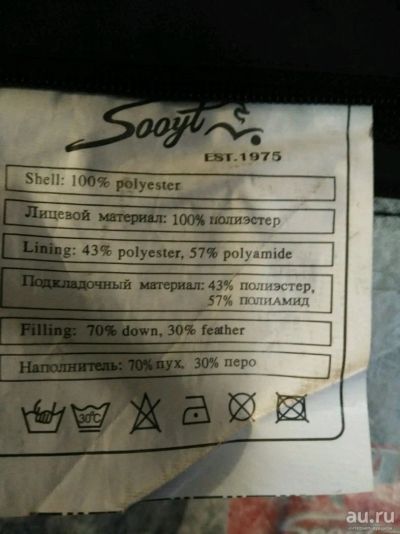 Sooyt
EST.1975
Shell: 100% polyester
Лицевой материал: 100% полиэстер
Lining: 43% polyester, 57% polyamide
Подкладочный материал: 43% полиэстер,
57% ПОЛИАМИД
Filling: 70% down, 30% feather
Наполнитель: 70% пух, 30% перо
30°C
au.ru